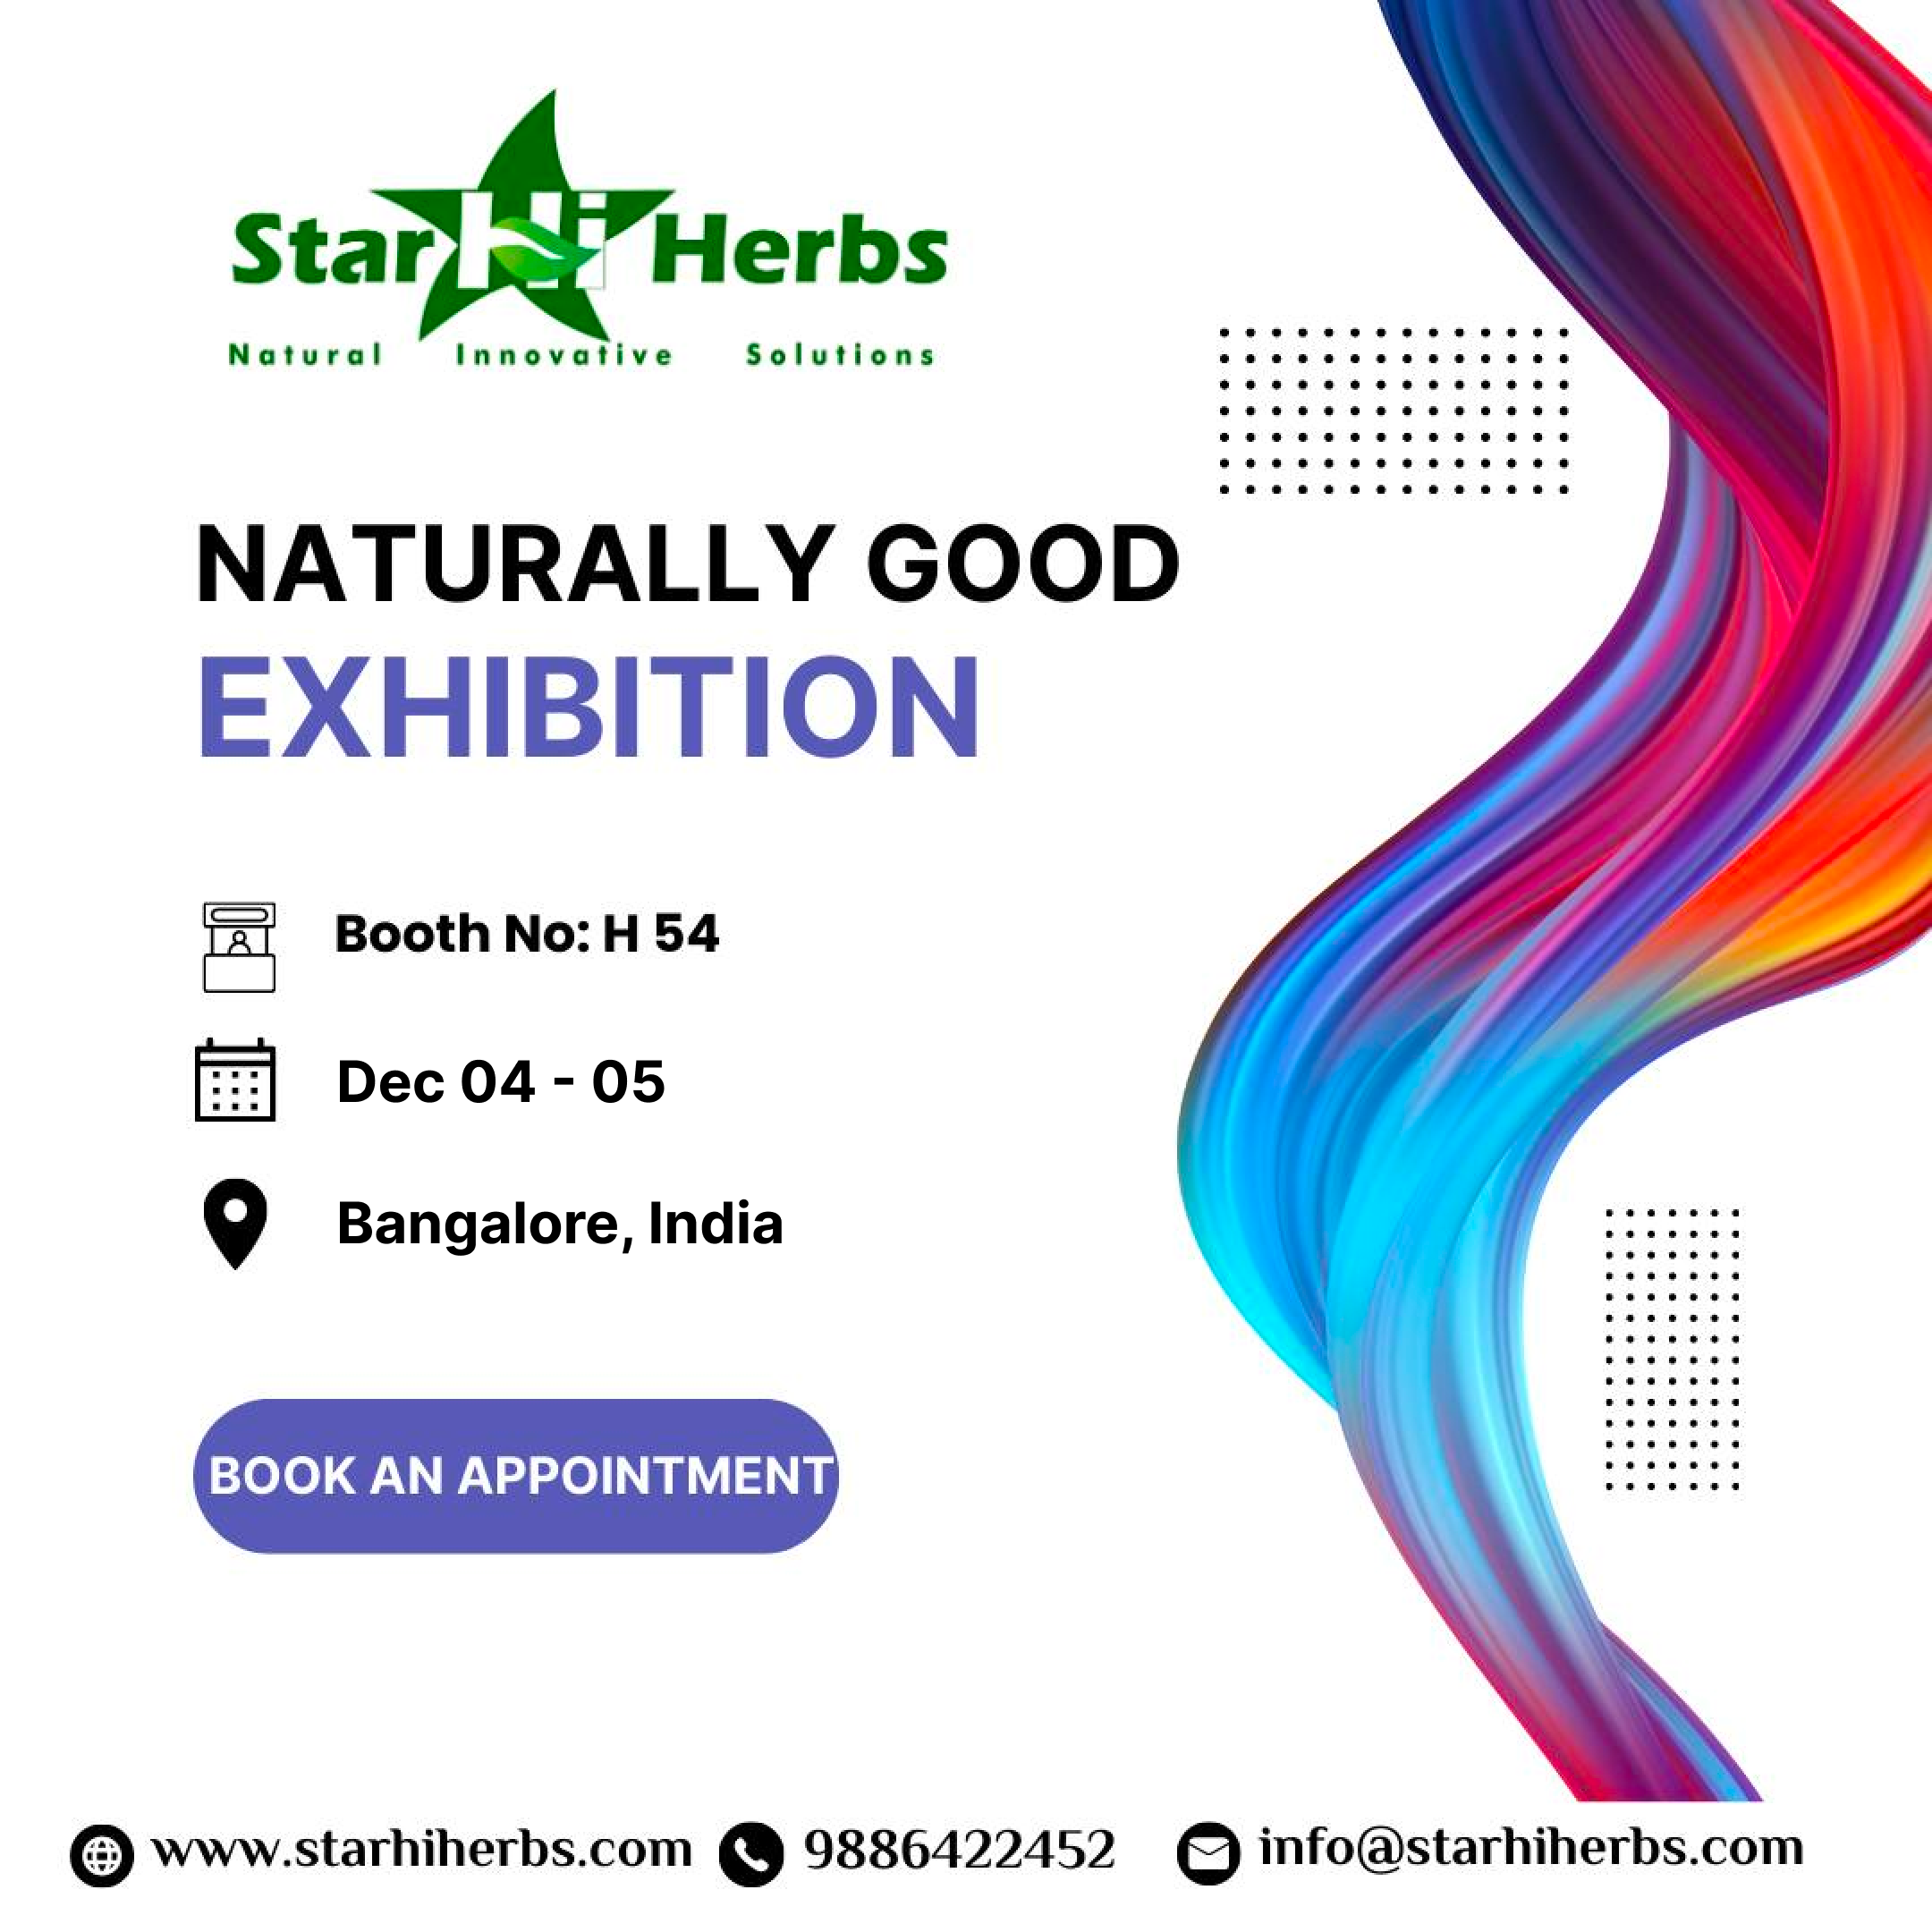 Star Hi Herbs
Natural Innovative Solutions
NATURALLY GOOD
EXHIBITION
Booth No: H 54
Dec 04 - 05
Bangalore, India
BOOK AN APPOINTMENT
www.starhiherbs.com 9886422452 info@starhiherbs.com